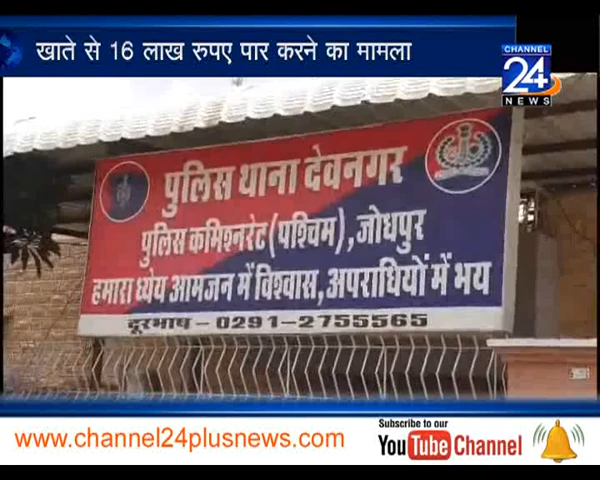 खाते से 16 लाख रुपए पार करने का मामला
CHANNEL
24
NEWS
पुलिस थाना देवनगर
पुलिस कमिश्नरेट(पश्चिम),जोधपुर
हमारा ध्येय आमजन में विश्वास,अपराधियों में भय
दूरभाष-0291-2755565
www.channel24plusnews.com
Subscribe to our
YouTube Channel